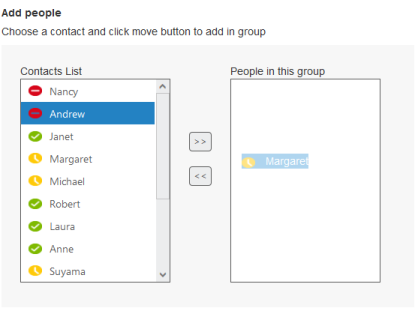 Add people
Choose a contact and click move button to add in group
Contacts List
People in this group
Nancy
Andrew
Janet
Margaret
Michael
Robert
Laura
Anne
Suyama
>>
<<
Margaret